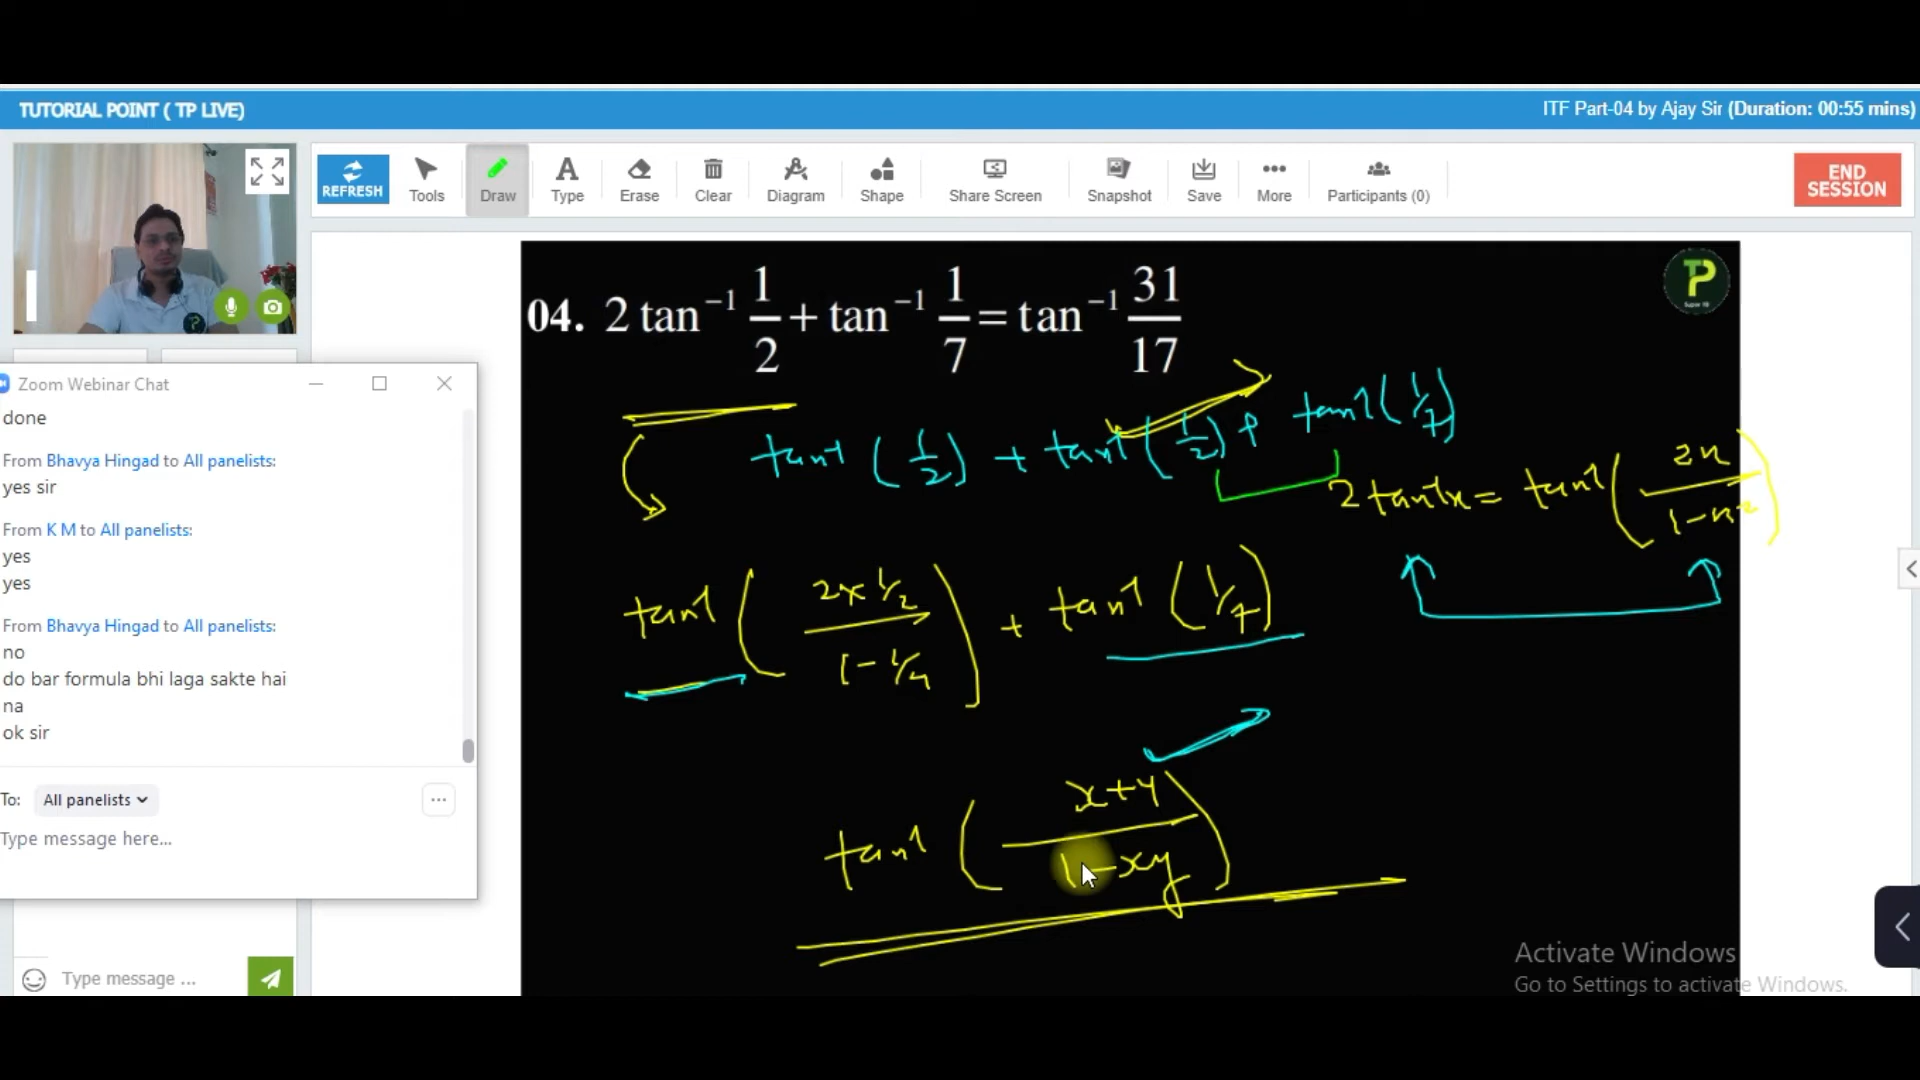 TUTORIAL POINT ( TP LIVE)
ITF Part-04 by Ajay Sir (Duration: 00:55 mins)
REFRESH
Tools
Draw
Type
Erase
Clear
Diagram
Shape
Share Screen
Snapshot
Save
More
Participants (0)
END
SESSION
Zoom Webinar Chat
done
From Bhavya Hingad to All panelists:
yes sir
From K M to All panelists:
yes
yes
From Bhavya Hingad to All panelists:
no
do bar formula bhi laga sakte hai
na
ok sir
To: All panelists
Type message here...
Type message ...
TP
04. 2 tan⁻¹ 1/2 + tan⁻¹ 1/7 = tan⁻¹ 31/17
tan⁻¹ (1/2) + tan⁻¹ (1/2) + tan⁻¹ (1/7)
2 tan⁻¹x = tan⁻¹ (2x/1-x²)
tan⁻¹ (2x½/1-¼) + tan⁻¹ (1/7)
tan⁻¹ (x+y/1-xy)
Activate Windows
Go to Settings to activate Windows.